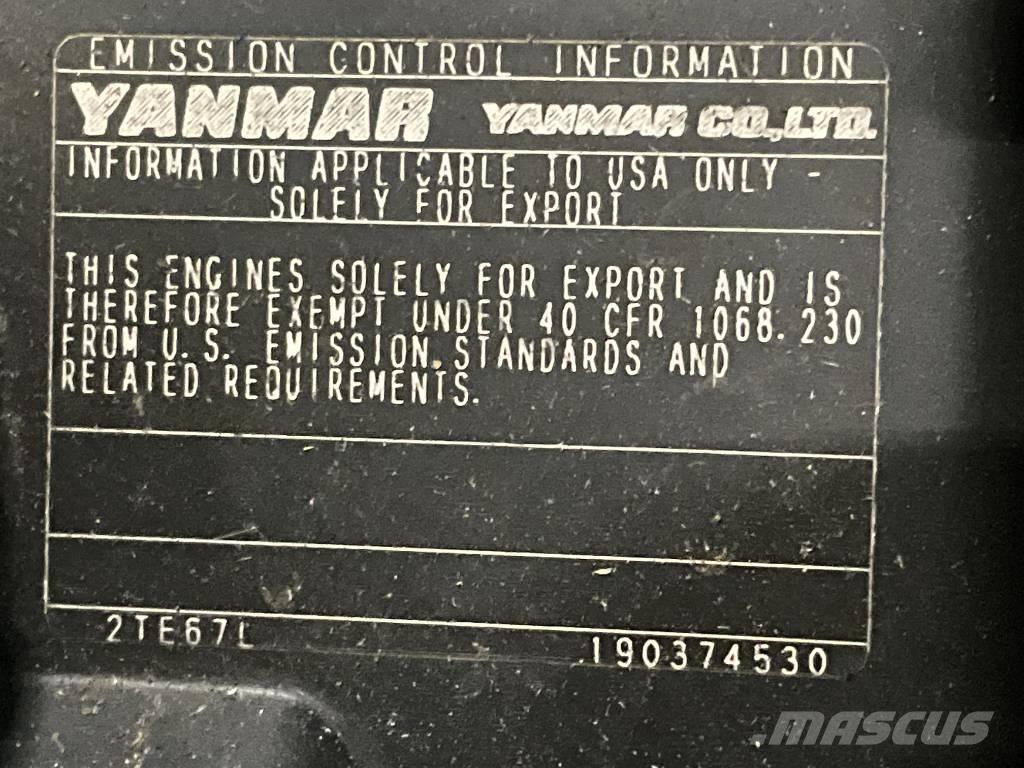 EMISSION CONTROL INFORMATION
YANMAR YANMAR CO.,LTD.
INFORMATION APPLICABLE TO USA ONLY -
SOLELY FOR EXPORT
THIS ENGINES SOLELY FOR EXPORT AND IS
THEREFORE EXEMPT UNDER 40 CFR 1068.230
FROM U.S. EMISSION STANDARDS AND
RELATED REQUIREMENTS.
2TE67L 190374530
MASCUS